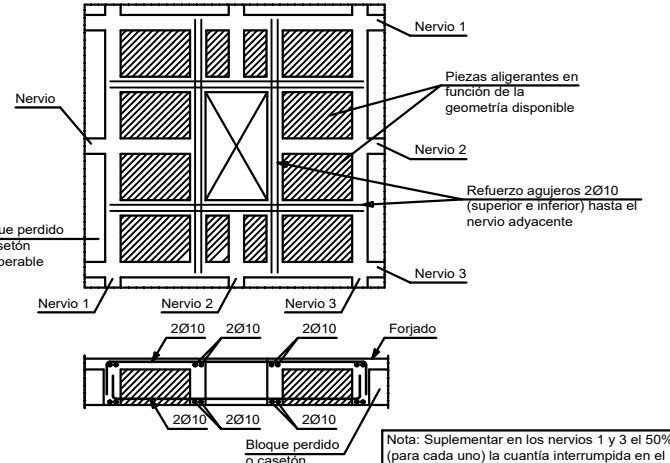 Nervio 1
Piezas aligerantes en
función de la
geometría disponible
Nervio
Nervio 2
Refuerzo agujeros 2Ø10
(superior e inferior) hasta el
nervio adyacente
perdido
Nervio 3
Nervio 1
Nervio 2
Nervio 3
2Ø10
2Ø10
2Ø10
Forjado
2Ø10
2Ø10
2Ø10
Bloque perdido
o casetón
Nota: Suplementar en los nervios 1 y 3 el 50%
(para cada uno) la cuantía interrumpida en el